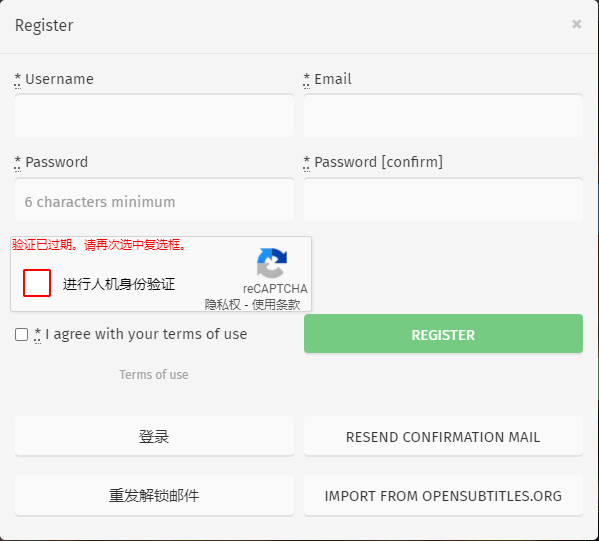 Register
×
* Username
* Email
* Password
* Password [confirm]
6 characters minimum
验证已过期。请再次选中复选框。
进行人机身份验证
reCAPTCHA
隐私权 - 使用条款
* I agree with your terms of use
REGISTER
Terms of use
登录
RESEND CONFIRMATION MAIL
重发解锁邮件
IMPORT FROM OPENSUBTITLES.ORG